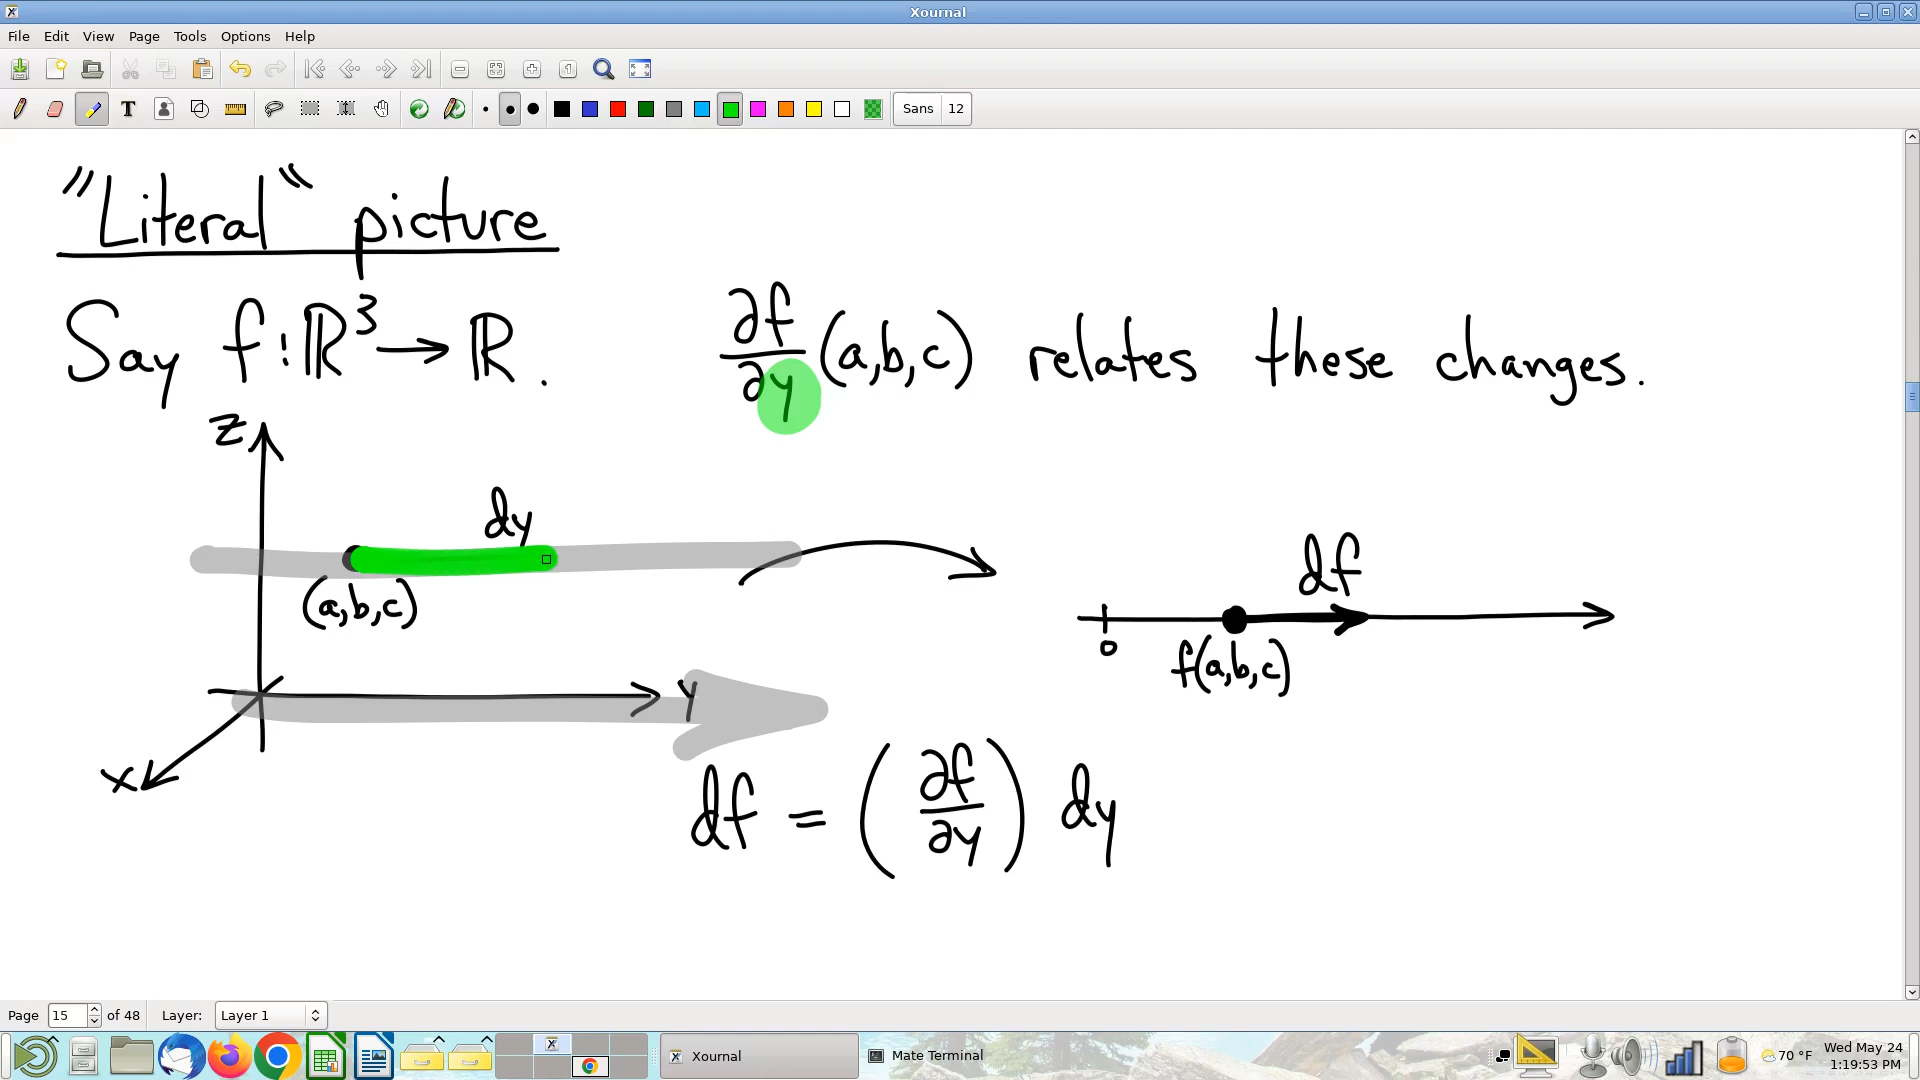 Xournal
File Edit View Page Tools Options Help
Sans 12
"Literal" picture
Say f : ℝ³ → ℝ.
∂f/∂y (a,b,c) relates these changes.
z
dy
(a,b,c)
y
x
df
0
f(a,b,c)
df = (∂f/∂y) dy
Page 15 of 48 Layer: Layer 1
Xournal
Mate Terminal
70 °F
Wed May 24
1:19:53 PM